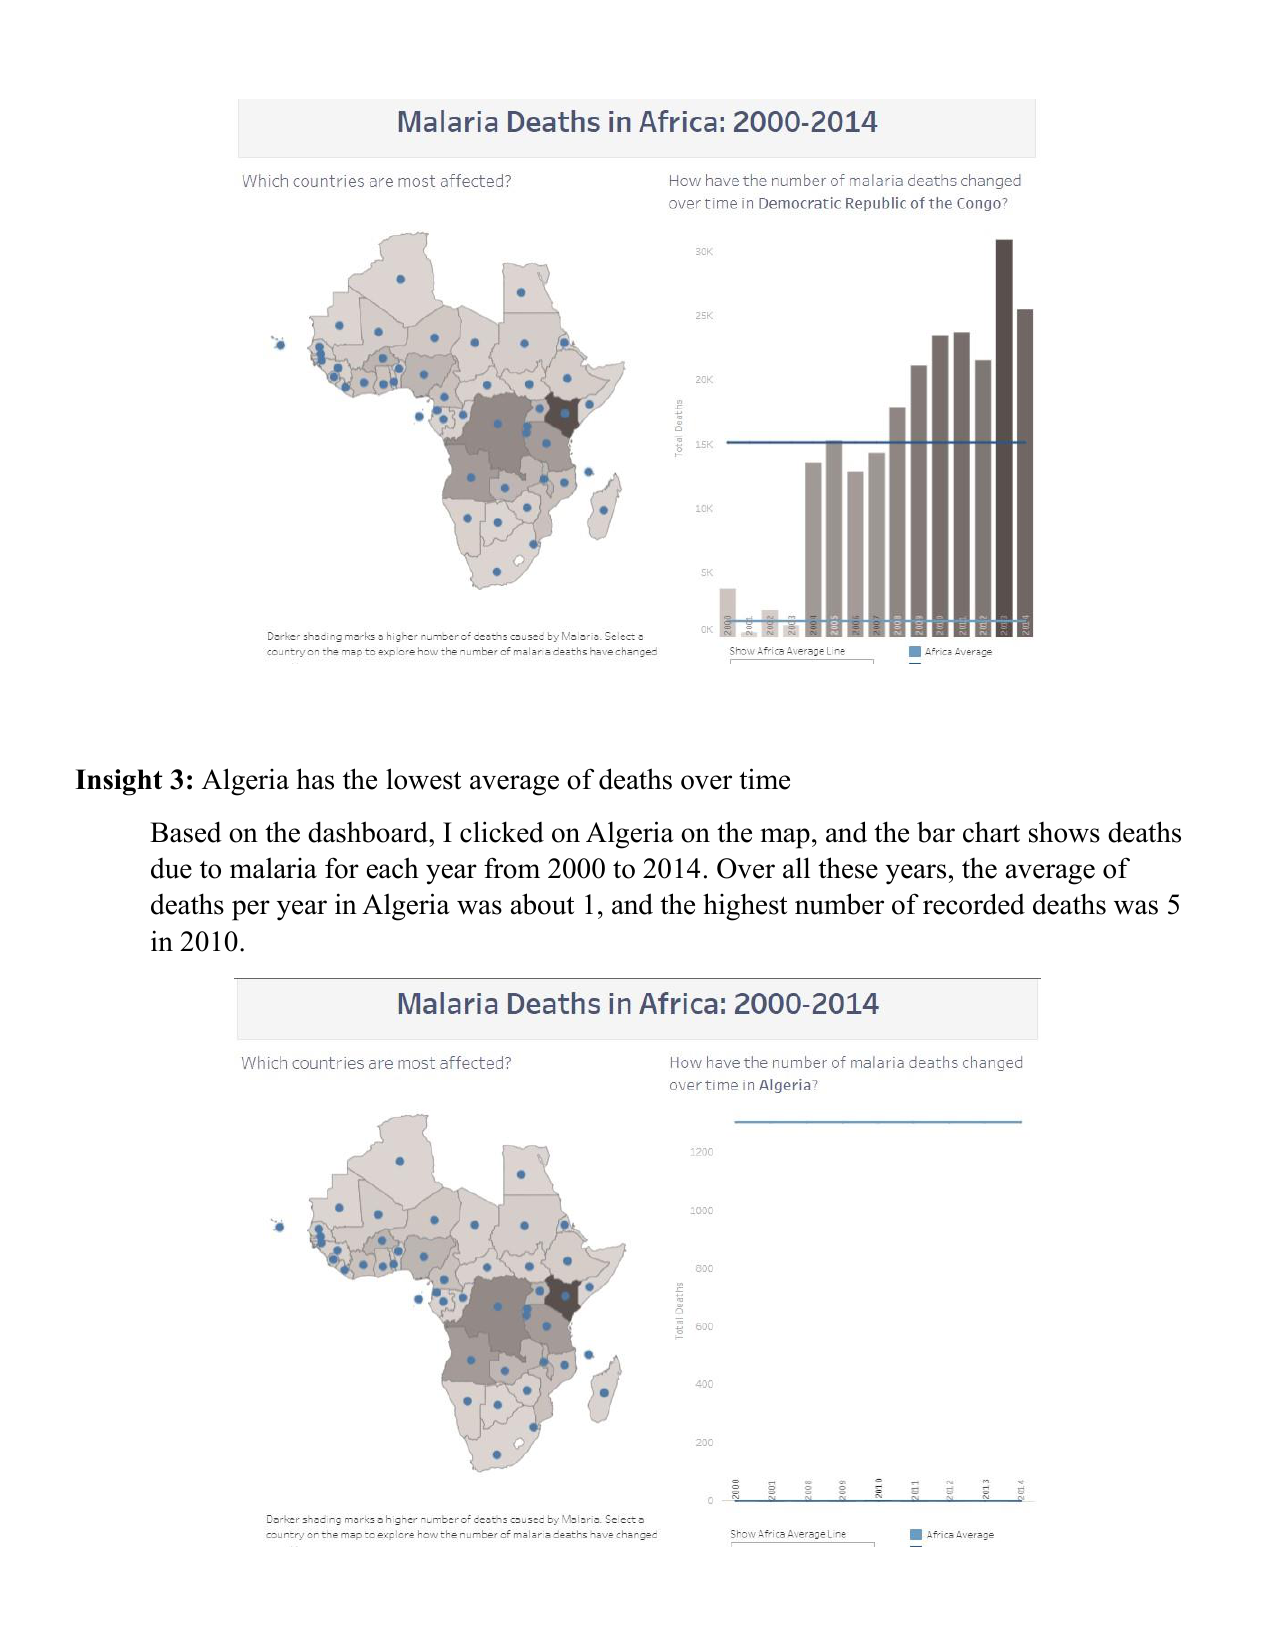 Malaria Deaths in Africa: 2000-2014
Which countries are most affected?
How have the number of malaria deaths changed
over time in Democratic Republic of the Congo?
30K
25K
20K
15K
10K
5K
0K
Total Deaths
2000
2001
2002
2003
2004
2005
2006
2007
2008
2009
2010
2011
2012
2013
2014
Darker shading marks a higher number of deaths caused by Malaria. Select a
country on the map to explore how the number of malaria deaths have changed
Show Africa Average Line
Africa Average
Insight 3: Algeria has the lowest average of deaths over time
Based on the dashboard, I clicked on Algeria on the map, and the bar chart shows deaths
due to malaria for each year from 2000 to 2014. Over all these years, the average of
deaths per year in Algeria was about 1, and the highest number of recorded deaths was 5
in 2010.
Malaria Deaths in Africa: 2000-2014
Which countries are most affected?
How have the number of malaria deaths changed
over time in Algeria?
1200
1000
800
600
400
200
0
Total Deaths
2000
2001
2008
2009
2010
2011
2012
2013
2014
Darker shading marks a higher number of deaths caused by Malaria. Select a
country on the map to explore how the number of malaria deaths have changed
Show Africa Average Line
Africa Average